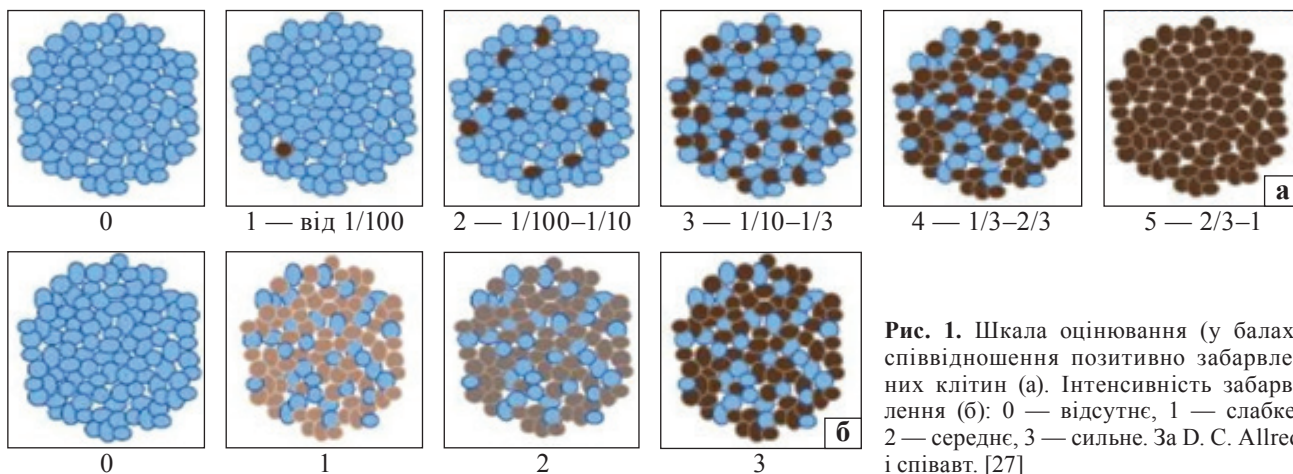 а
0
1 — від 1/100
2 — 1/100–1/10
3 — 1/10–1/3
4 — 1/3–2/3
5 — 2/3–1
б
0
1
2
3
Рис. 1. Шкала оцінювання (у балах
співвідношення позитивно забарвле-
них клітин (а). Інтенсивність забарв-
лення (б): 0 — відсутнє, 1 — слабке
2 — середнє, 3 — сильне. За D. C. Allred
і співавт. [27]